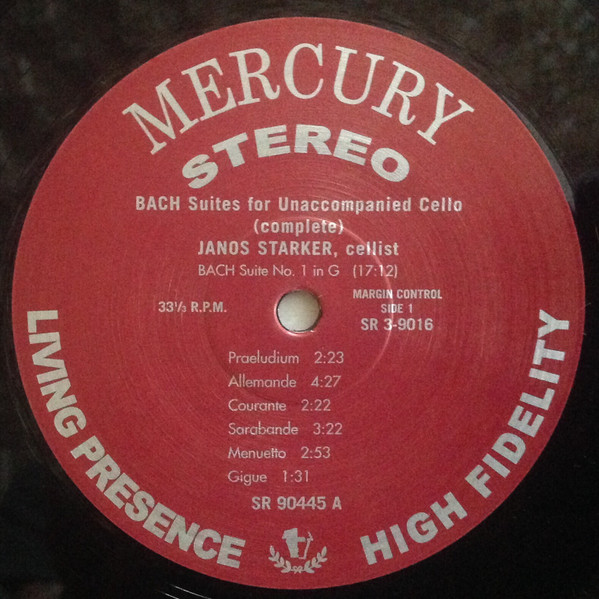 MERCURY
STEREO
BACH Suites for Unaccompanied Cello
(complete)
JANOS STARKER, cellist
BACH Suite No. 1 in G (17:12)
33⅓ R.P.M.
MARGIN CONTROL
SIDE 1
SR 3-9016
Praeludium 2:23
Allemande 4:27
Courante 2:22
Sarabande 3:22
Menuetto 2:53
Gigue 1:31
SR 90445 A
LIVING PRESENCE
HIGH FIDELITY